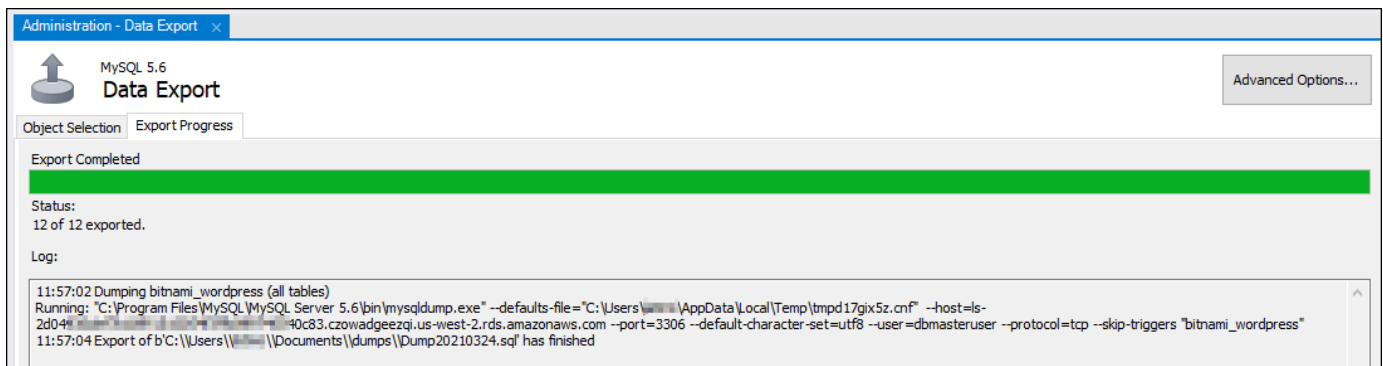 Administration - Data Export ×
MySQL 5.6
Data Export
Advanced Options...
Object Selection
Export Progress
Export Completed
Status:
12 of 12 exported.
Log:
11:57:02 Dumping bitnami_wordpress (all tables)
Running: "C:\Program Files\MySQL\MySQL Server 5.6\bin\mysqldump.exe" --defaults-file="C:\Users\ \AppData\Local\Temp\tmpd17gix5z.cnf" --host=ls-
2d04 40c83.czowadgeezqi.us-west-2.rds.amazonaws.com --port=3306 --default-character-set=utf8 --user=dbmasteruser --protocol=tcp --skip-triggers "bitnami_wordpress"
11:57:04 Export of b'C:\\Users\\ \\Documents\\dumps\\Dump20210324.sql' has finished